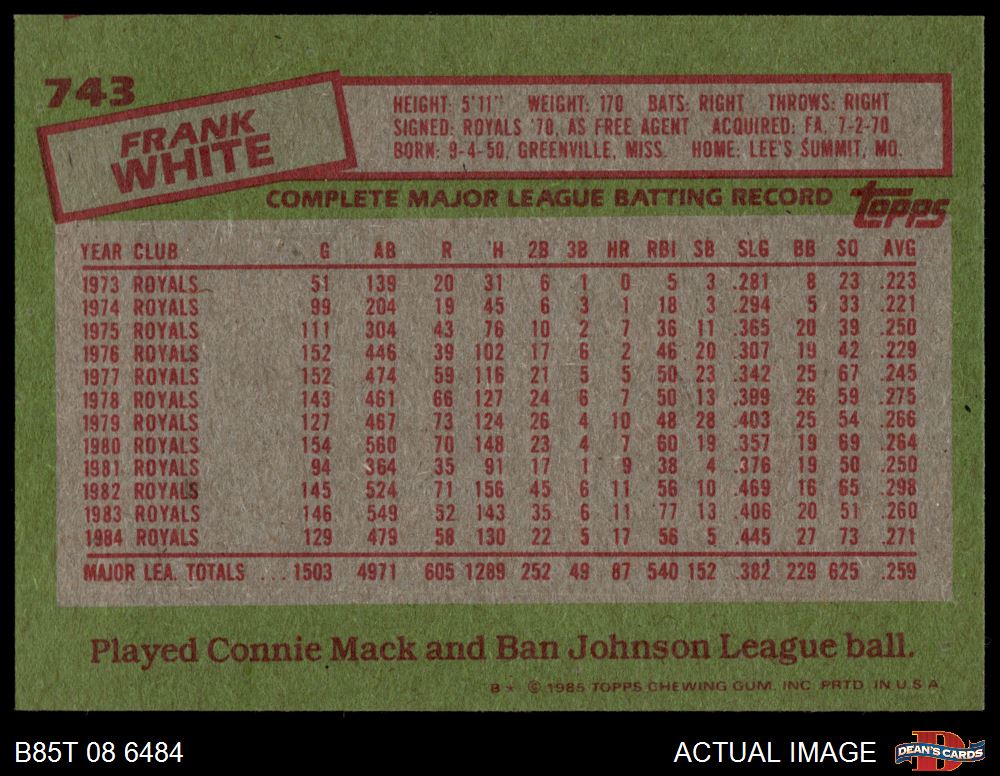 743
FRANK
WHITE
HEIGHT: 5'11" WEIGHT: 170 BATS: RIGHT THROWS: RIGHT
SIGNED: ROYALS '70, AS FREE AGENT ACQUIRED: FA, 7-2-70
BORN: 9-4-50, GREENVILLE, MISS. HOME: LEE'S SUMMIT, MO.
COMPLETE MAJOR LEAGUE BATTING RECORD
topps
YEAR CLUB G AB R H 2B 3B HR RBI SB SLG BB SO AVG
1973 ROYALS 51 139 20 31 6 1 0 5 3 .281 8 23 .223
1974 ROYALS 99 204 19 45 6 3 1 18 3 .294 5 33 .221
1975 ROYALS 111 304 43 76 10 2 7 36 11 .365 20 39 .250
1976 ROYALS 152 446 39 102 17 6 2 46 20 .307 19 42 .229
1977 ROYALS 152 474 59 116 21 5 5 50 23 .342 25 67 .245
1978 ROYALS 143 461 66 127 24 6 7 50 13 .399 26 59 .275
1979 ROYALS 127 467 73 124 26 4 10 48 28 .403 25 54 .266
1980 ROYALS 154 560 70 148 23 4 7 60 19 .357 19 69 .264
1981 ROYALS 94 364 35 91 17 1 9 38 4 .376 19 50 .250
1982 ROYALS 145 524 71 156 45 6 11 56 10 .469 16 65 .298
1983 ROYALS 146 549 52 143 35 6 11 77 13 .406 20 51 .260
1984 ROYALS 129 479 58 130 22 5 17 56 5 .445 27 73 .271
MAJOR LEA. TOTALS ... 1503 4971 605 1289 252 49 87 540 152 .382 229 625 .259
Played Connie Mack and Ban Johnson League ball.
B* © 1985 TOPPS CHEWING GUM, INC. PRTD. IN U.S.A.
B85T 08 6484
ACTUAL IMAGE
D
DEAN'S CARDS